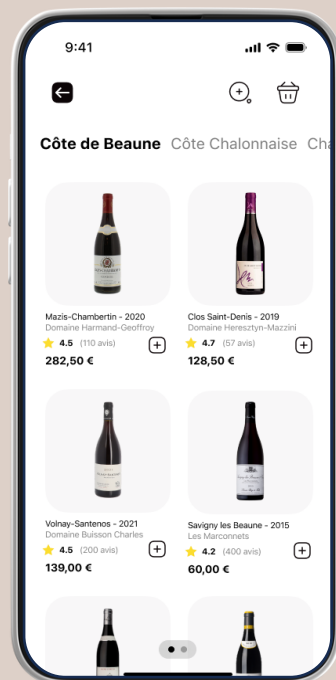 9:41
Côte de Beaune Côte Chalonnaise Cha
Mazis-Chambertin - 2020
Domaine Harmand-Geoffroy
4.5 (110 avis)
282,50 €
Clos Saint-Denis - 2019
Domaine Heresztyn-Mazzini
4.7 (57 avis)
128,50 €
Volnay-Santenos - 2021
Domaine Buisson Charles
4.5 (200 avis)
139,00 €
Savigny les Beaune - 2015
Les Marconnets
4.2 (400 avis)
60,00 €